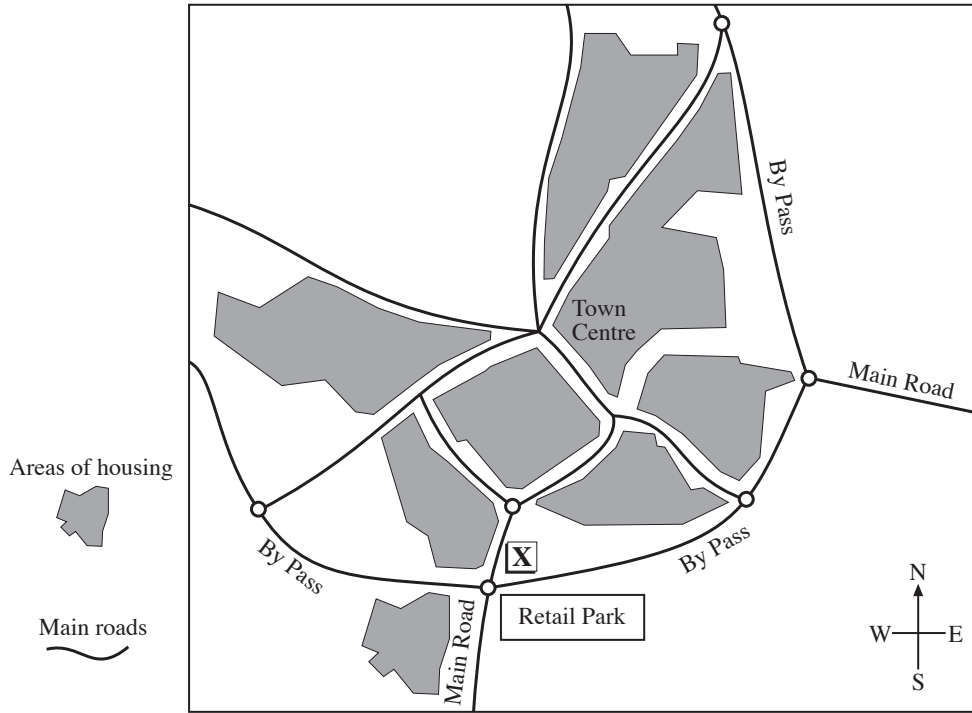 By Pass
Town
Centre
Main Road
Areas of housing
X
By Pass
By Pass
N
W
E
S
Retail Park
Main roads
Main Road